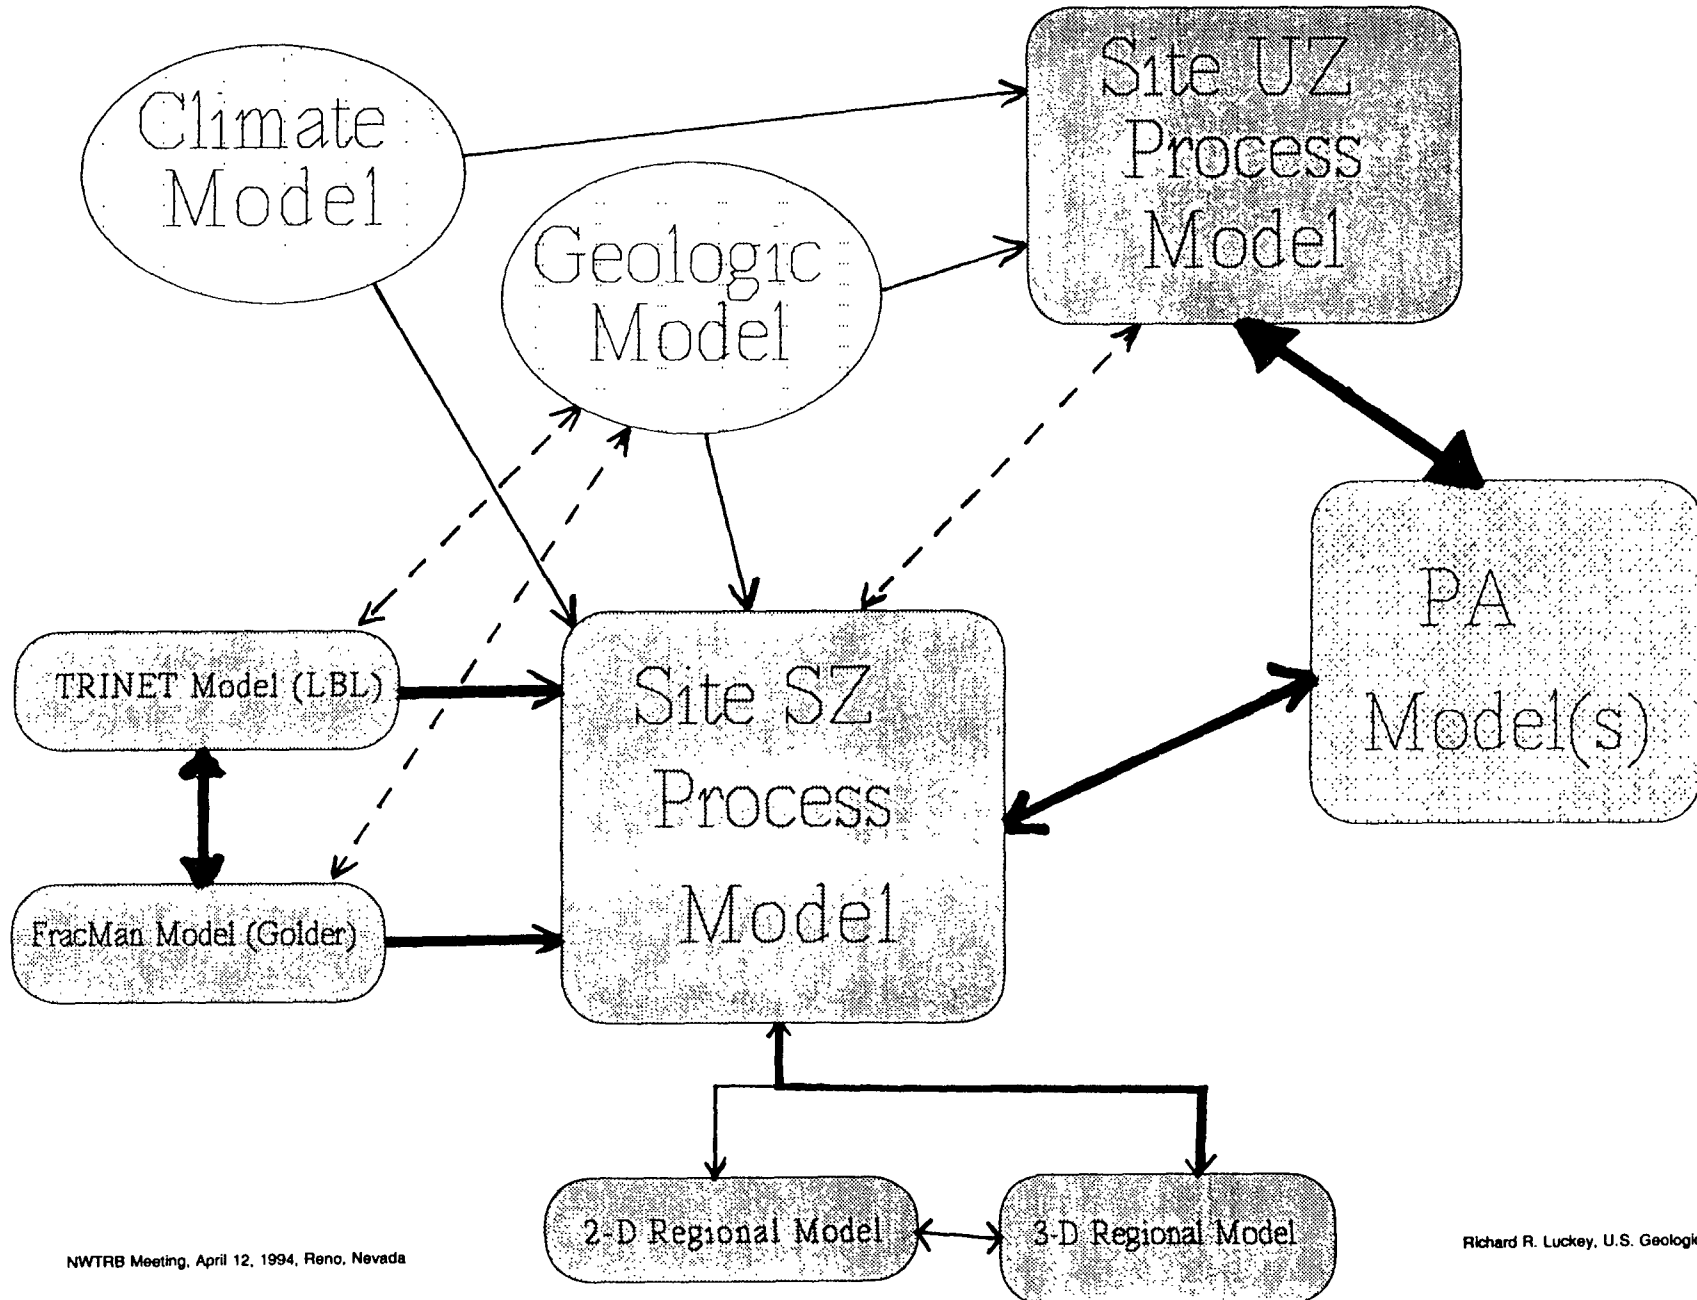 Climate
Model
Geologic
Model
Site UZ
Process
Model
PA
Model(s)
TRINET Model (LBL)
FracMan Model (Golder)
Site SZ
Process
Model
2-D Regional Model
3-D Regional Model
NWTRB Meeting, April 12, 1994, Reno, Nevada
Richard R. Luckey, U.S. Geologic